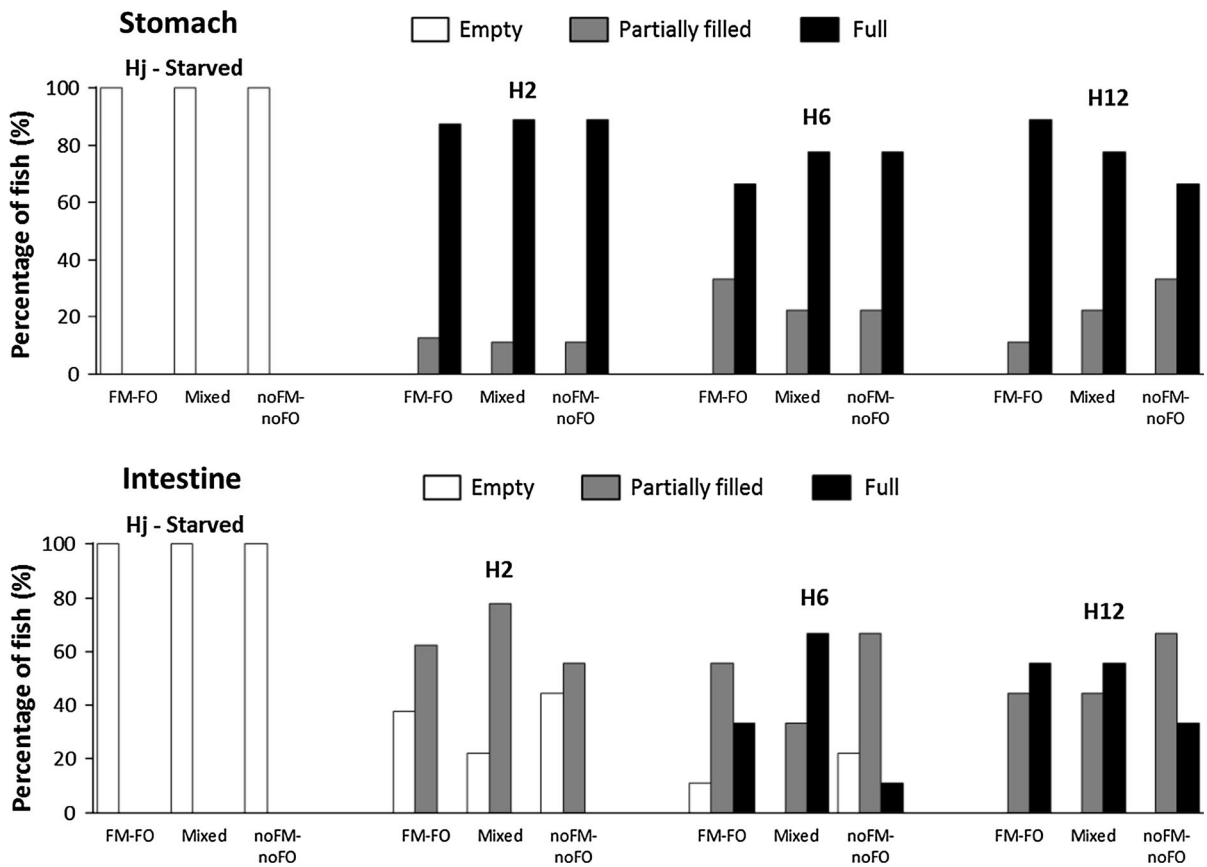 Stomach
Empty Partially filled Full
Hj - Starved
H2
H6
H12
Percentage of fish (%)
100
80
60
40
20
0
FM-FO Mixed noFM-
noFO
FM-FO Mixed noFM-
noFO
FM-FO Mixed noFM-
noFO
FM-FO Mixed noFM-
noFO
Intestine
Empty Partially filled Full
Hj - Starved
H2
H6
H12
Percentage of fish (%)
100
80
60
40
20
0
FM-FO Mixed noFM-
noFO
FM-FO Mixed noFM-
noFO
FM-FO Mixed noFM-
noFO
FM-FO Mixed noFM-
noFO